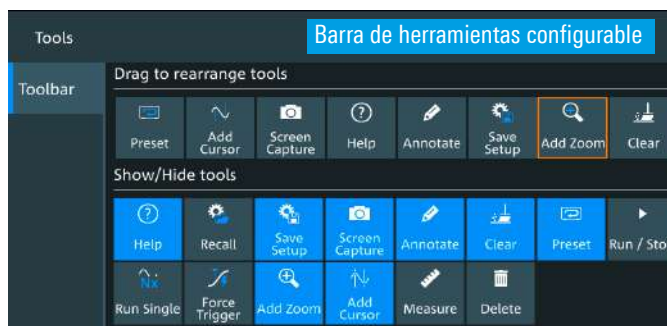 Tools
Barra de herramientas configurable
Toolbar
Drag to rearrange tools
Preset
Add
Cursor
Screen
Capture
Help
Annotate
Save
Setup
Add Zoom
Clear
Show/Hide tools
Help
Recall
Save
Setup
Screen
Capture
Annotate
Clear
Preset
Run / Sto
Nx
Run Single
Force
Trigger
Add Zoom
Add
Cursor
Measure
Delete